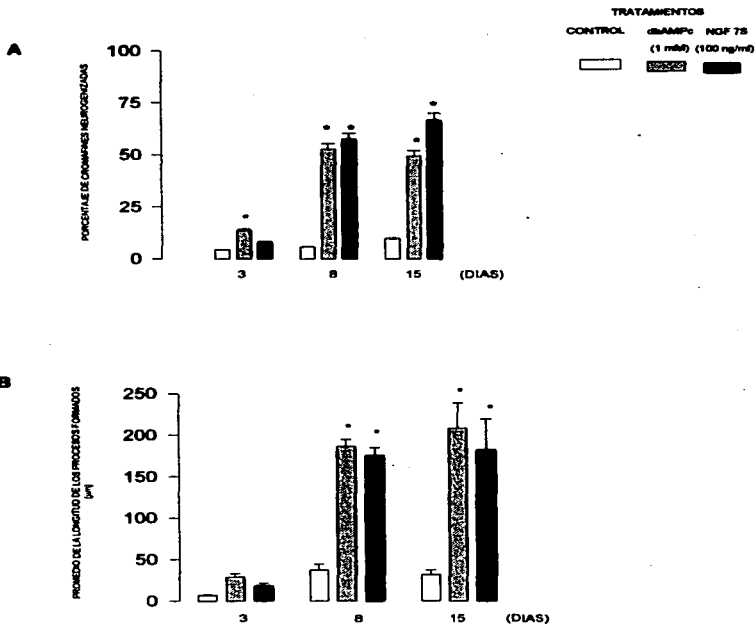 TRATAMIENTOS
CONTROL dbAMPc NGF 7S
(1 mM) (100 ng/ml)
A
PORCENTAJE DE CROMAFINES NEUROGENIZADAS
100
75
50
25
0
* * * * *
3 8 15 (DIAS)
B
PROMEDIO DE LA LONGITUD DE LOS PROCESOS FORMADOS
(µm)
250
200
150
100
50
0
* * * *
3 8 15 (DIAS)